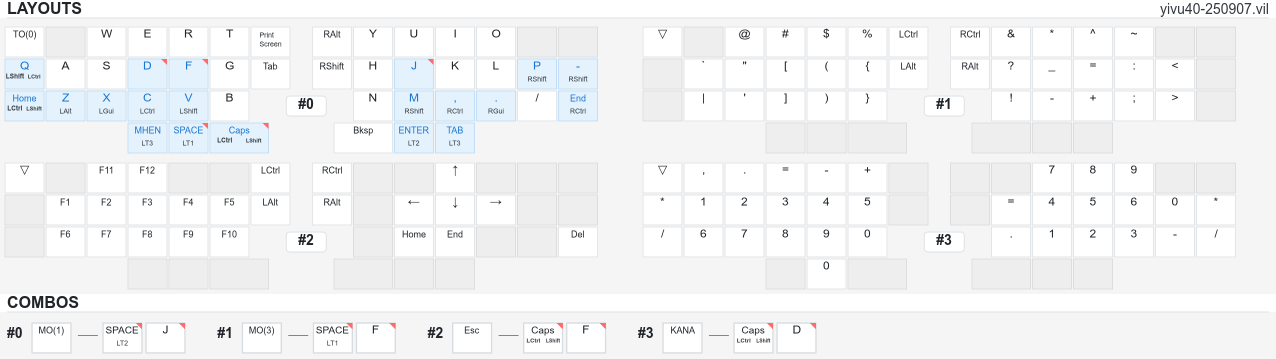 LAYOUTS yivu40-250907.vil
TO(0) W E R T Print Screen RAlt Y U I O
Q LShift LCtrl A S D F G Tab RShift H J K L P RShift - RShift
Home LCtrl LShift Z LAlt X LGui C LCtrl V LShift B #0 N M RShift , RCtrl . RGui / End RCtrl
MHEN LT3 SPACE LT1 Caps LCtrl LShift Bksp ENTER LT2 TAB LT3
▽ @ # $ % LCtrl RCtrl & * ^ ~
` " [ ( { LAlt RAlt ? _ = : <
| ' ] ) } #1 ! - + ; >
▽ F11 F12 LCtrl RCtrl ↑
F1 F2 F3 F4 F5 LAlt RAlt ← ↓ →
F6 F7 F8 F9 F10 #2 Home End Del
▽ , . = - + 7 8 9
* 1 2 3 4 5 = 4 5 6 0 *
/ 6 7 8 9 0 #3 . 1 2 3 - /
0
COMBOS
#0 MO(1) — SPACE LT2 J #1 MO(3) — SPACE LT1 F #2 Esc — Caps LCtrl LShift F #3 KANA — Caps LCtrl LShift D